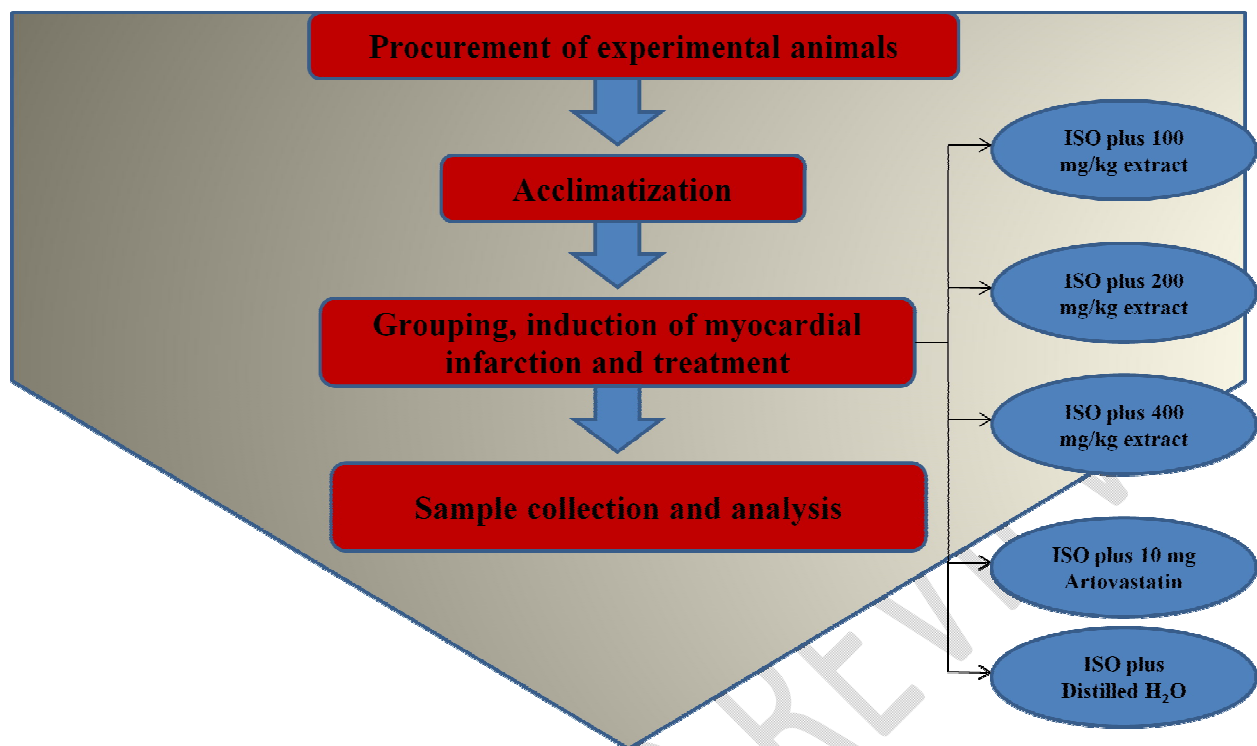 Procurement of experimental animals
Acclimatization
Grouping, induction of myocardial
infarction and treatment
Sample collection and analysis
ISO plus 100
mg/kg extract
ISO plus 200
mg/kg extract
ISO plus 400
mg/kg extract
ISO plus 10 mg
Artovastatin
ISO plus
Distilled H₂O